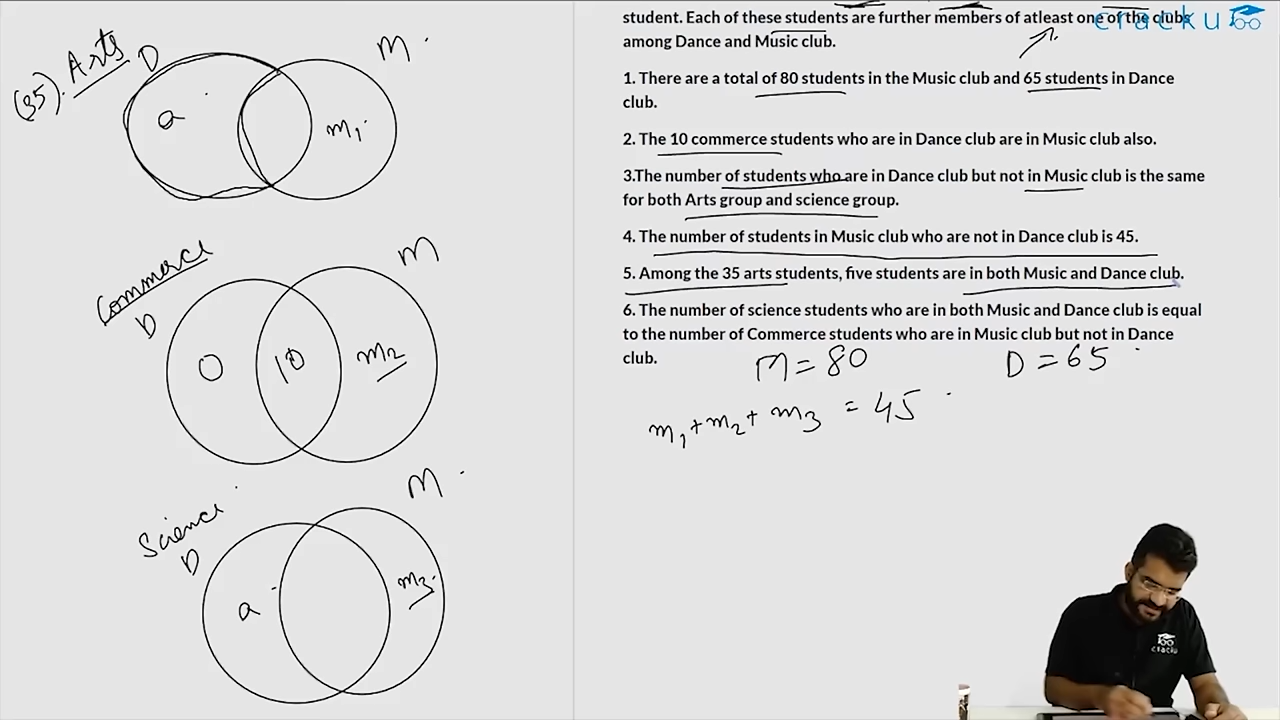 (35). Arts
D
M
a
m1
Commerce
D
M
0
10
m2
Science
D
M
a
m3
cracku
student. Each of these students are further members of atleast one of the clubs
among Dance and Music club.
1. There are a total of 80 students in the Music club and 65 students in Dance
club.
2. The 10 commerce students who are in Dance club are in Music club also.
3.The number of students who are in Dance club but not in Music club is the same
for both Arts group and science group.
4. The number of students in Music club who are not in Dance club is 45.
5. Among the 35 arts students, five students are in both Music and Dance club.
6. The number of science students who are in both Music and Dance club is equal
to the number of Commerce students who are in Music club but not in Dance
club.
M = 80
D = 65
m1 + m2 + m3 = 45
cracku